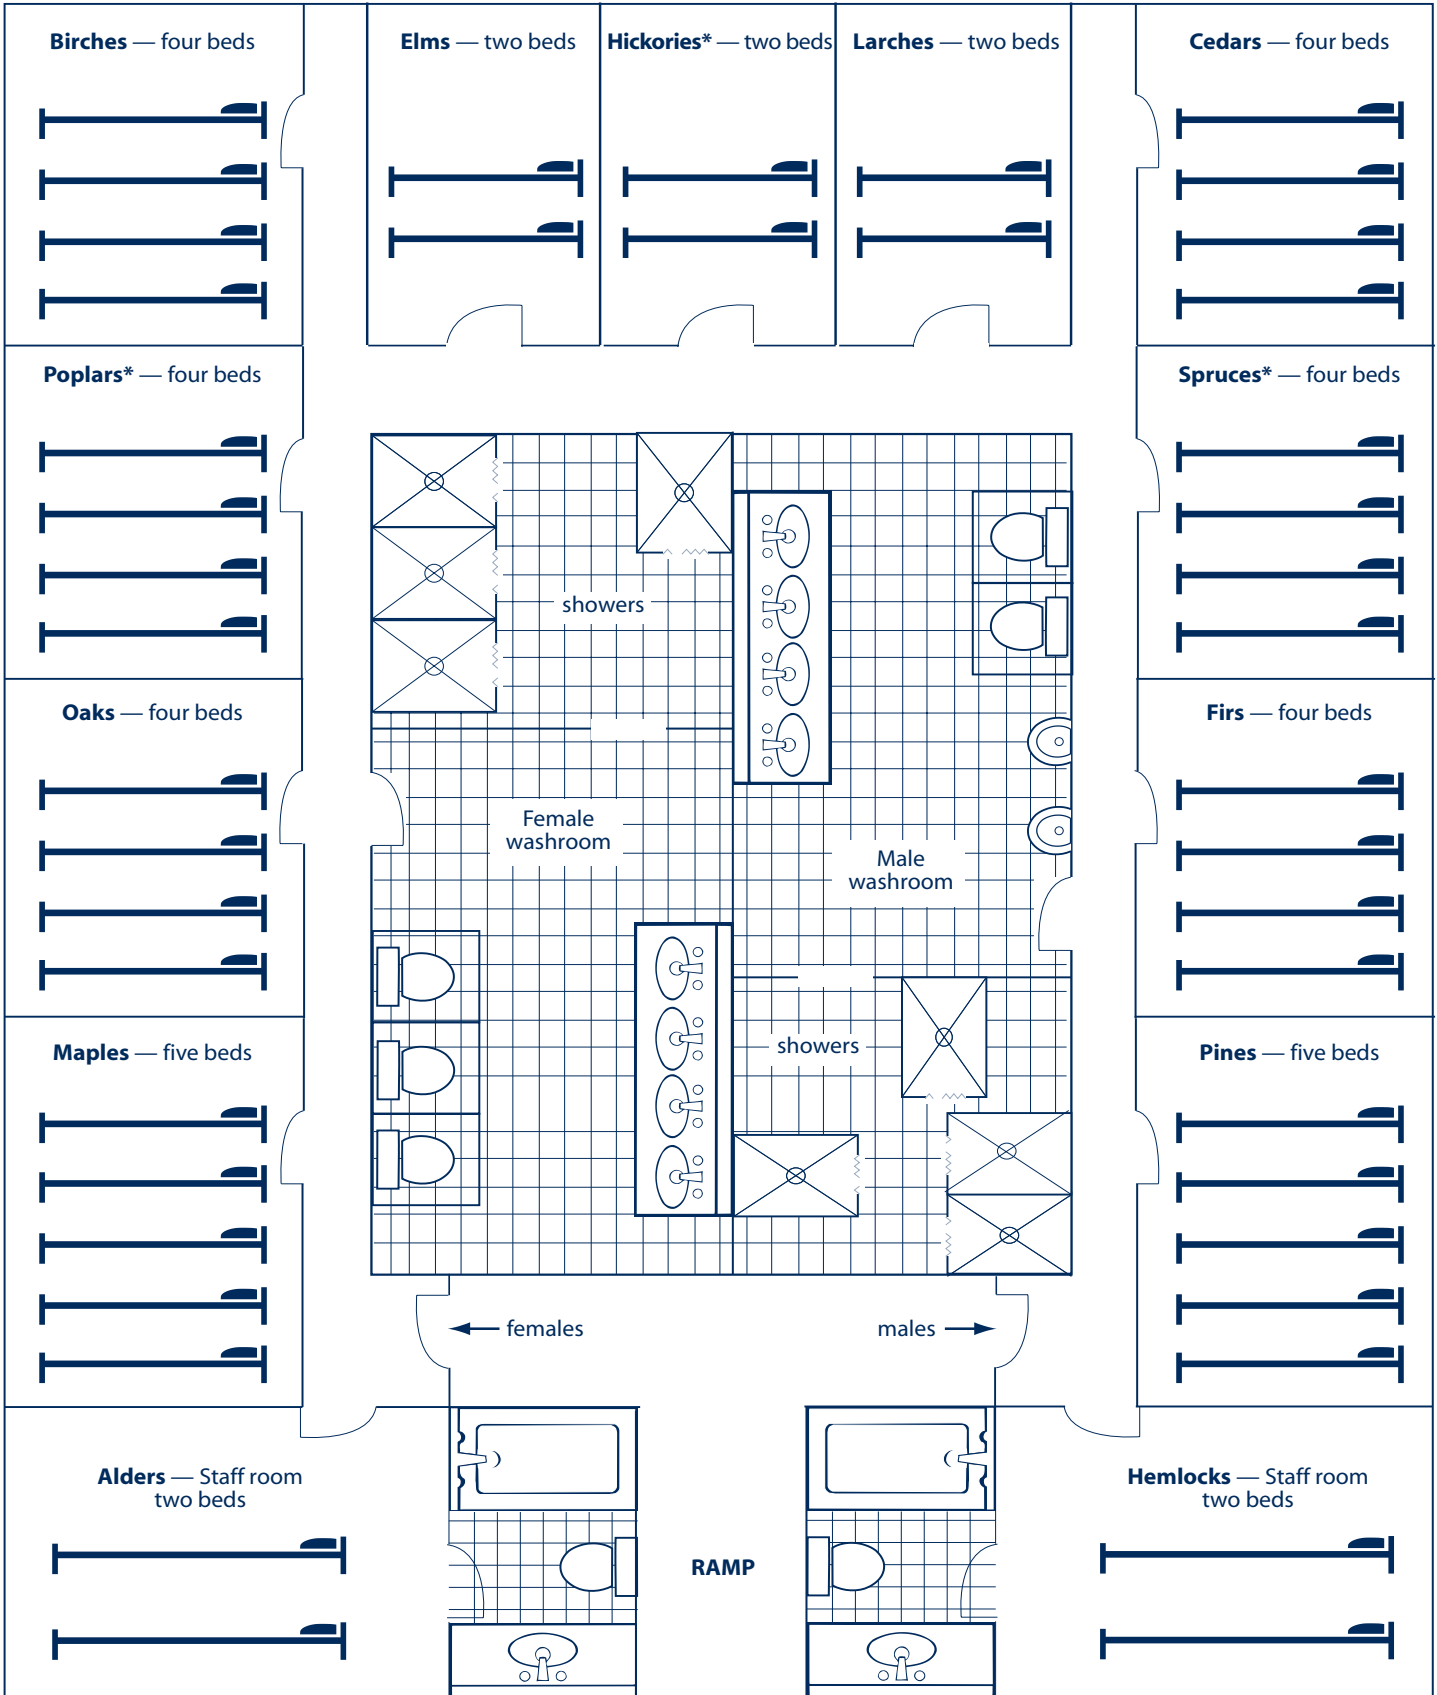 Birches — four beds
Elms — two beds
Hickories* — two beds
Larches — two beds
Cedars — four beds
Poplars* — four beds
Spruces* — four beds
showers
Oaks — four beds
Firs — four beds
Female
washroom
Male
washroom
Maples — five beds
showers
Pines — five beds
females
males
Alders — Staff room
two beds
Hemlocks — Staff room
two beds
RAMP